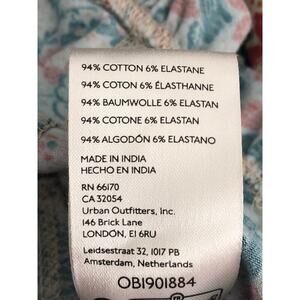 94% COTTON 6% ELASTANE
94% COTON 6% ÉLASTHANNE
94% BAUMWOLLE 6% ELASTAN
94% COTONE 6% ELASTAN
94% ALGODÓN 6% ELASTANO
MADE IN INDIA
HECHO EN INDIA
RN 66170
CA 32054
Urban Outfitters, Inc.
146 Brick Lane
LONDON, E1 6RU
Leidsestraat 32, 1017 PB
Amsterdam, Netherlands
OB1901884